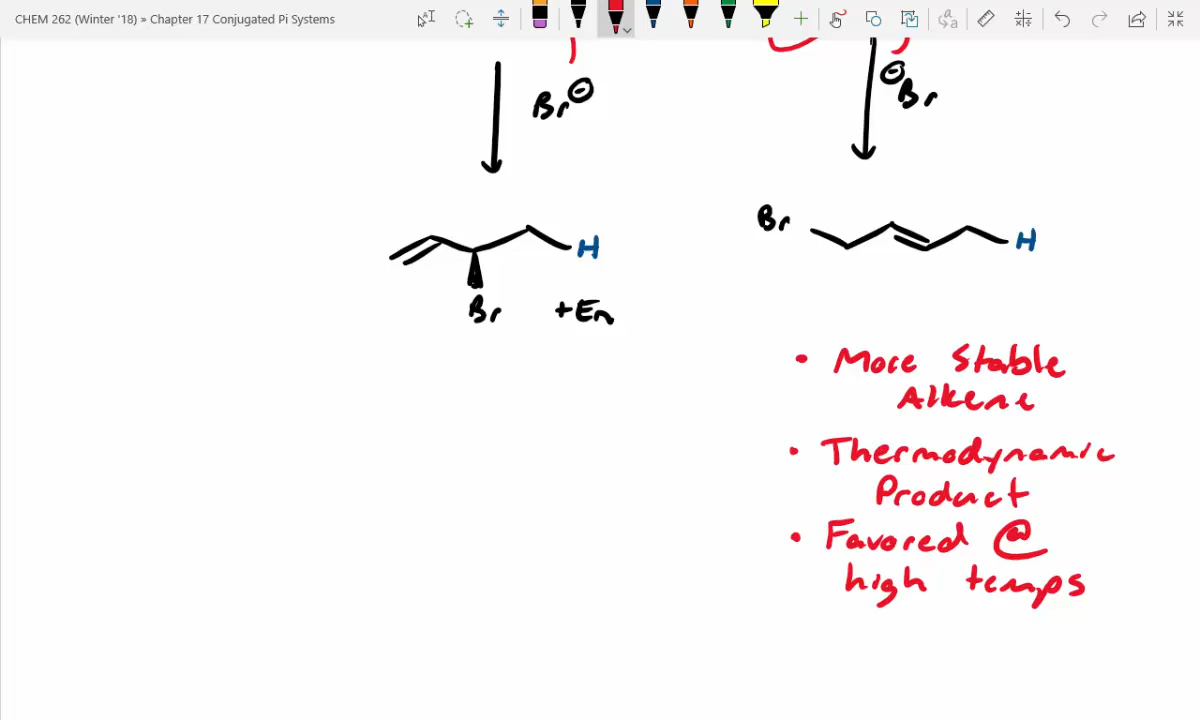 CHEM 262 (Winter '18) » Chapter 17 Conjugated Pi Systems
Br⊖
⊖Br
H
Br
+En
Br
H
• More Stable
Alkene
• Thermodynamic
Product
• Favored @
high temps